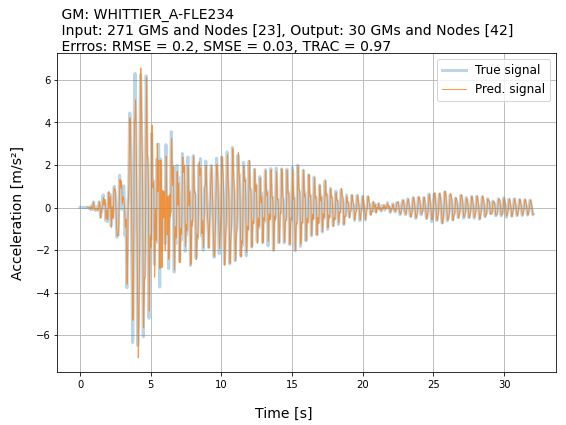 GM: WHITTIER_A-FLE234
Input: 271 GMs and Nodes [23], Output: 30 GMs and Nodes [42]
Errros: RMSE = 0.2, SMSE = 0.03, TRAC = 0.97
True signal
Pred. signal
Acceleration [m/s²]
6
4
2
0
−2
−4
−6
0 5 10 15 20 25 30
Time [s]